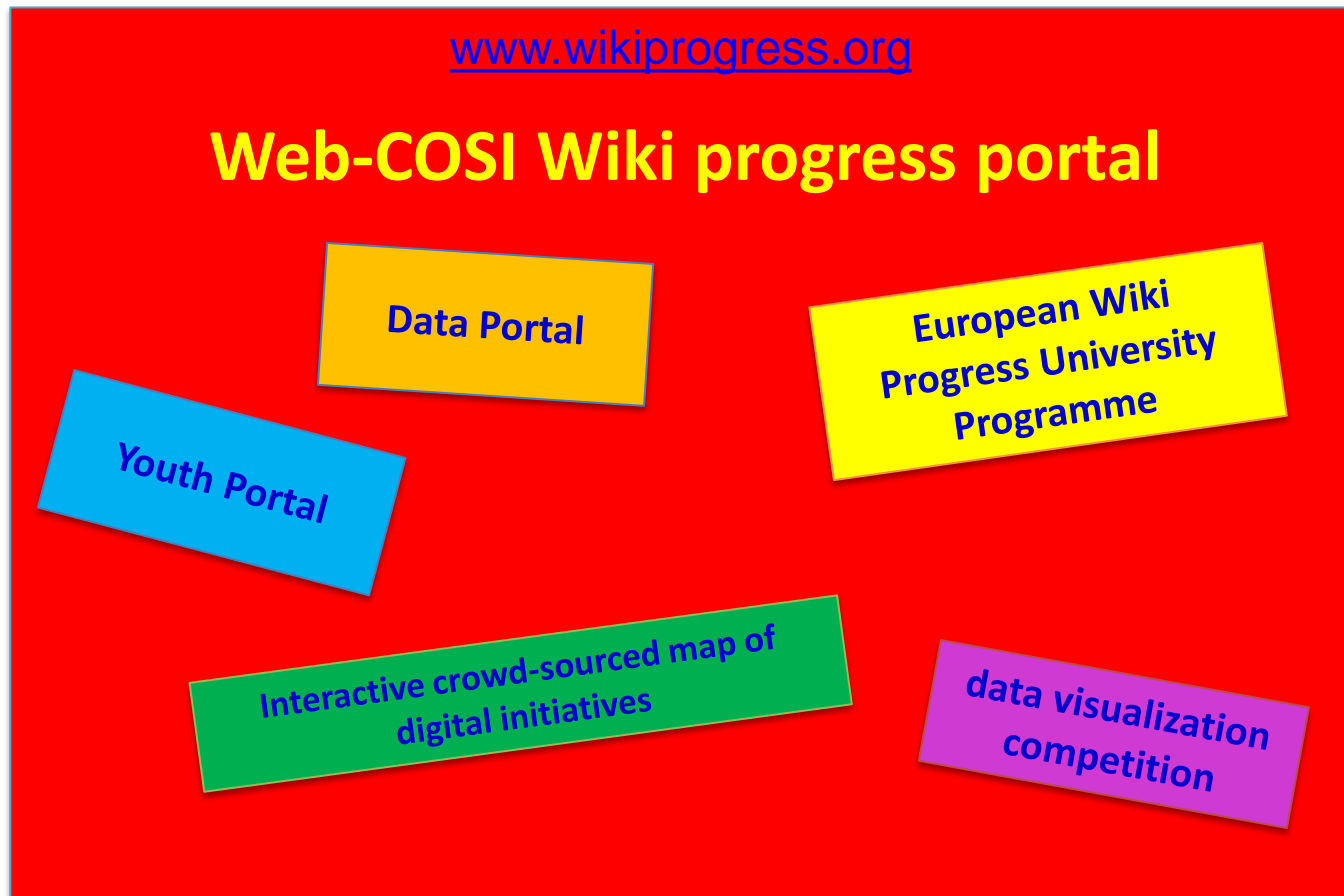 www.wikiprogress.org
Web-COSI Wiki progress portal
Data Portal
European Wiki
Progress University
Programme
Youth Portal
Interactive crowd-sourced map of
digital initiatives
data visualization
competition